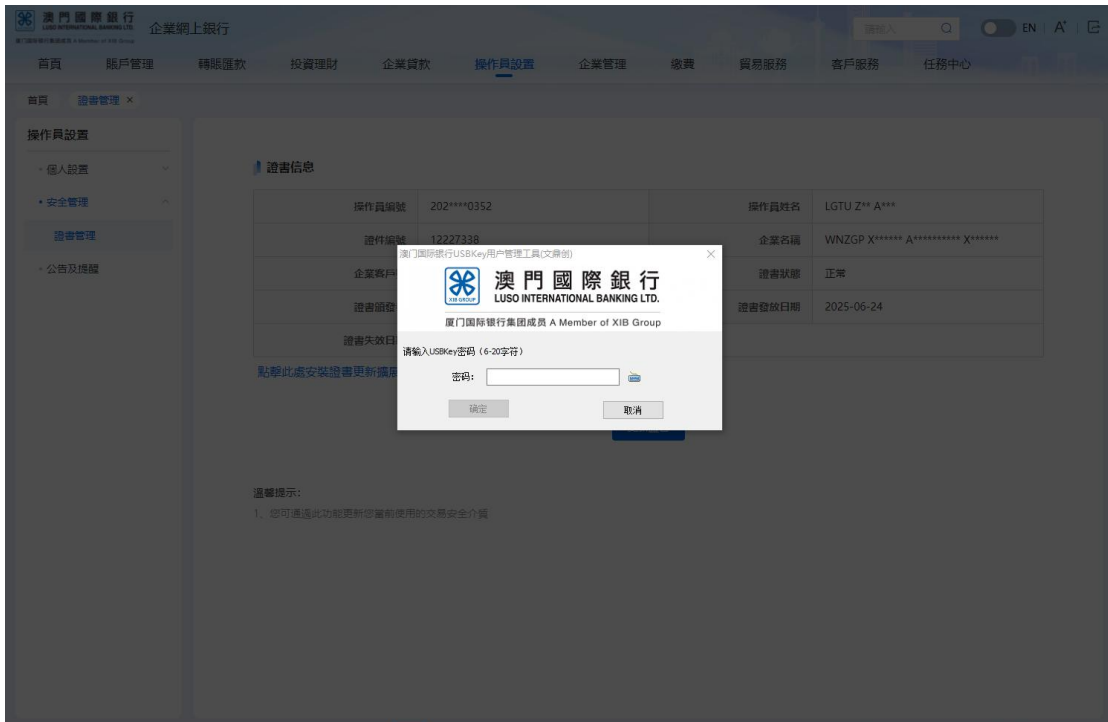 澳門國際銀行
LUSO INTERNATIONAL BANKING LTD.
企業網上銀行
請輸入
EN
A⁺
首頁 賬戶管理 轉賬匯款 投資理財 企業貸款 操作員設置 企業管理 繳費 貿易服務 客戶服務 任務中心
首頁 證書管理 ×
操作員設置
個人設置
安全管理
證書管理
公告及提醒
證書信息
操作員編號 202****0352 操作員姓名 LGTU Z** A***
證件編號 12227338 企業名稱 WNZGP X****** A********** X******
企業客戶 證書狀態 正常
證書頒發 證書發放日期 2025-06-24
證書失效日
點擊此處安裝證書更新擴展
澳门国际银行USBKey用户管理工具(文鼎创)
澳門國際銀行
LUSO INTERNATIONAL BANKING LTD.
XIB GROUP
厦门国际银行集团成员 A Member of XIB Group
请输入USBKey密码（6-20字符）
密码：
确定 取消
溫馨提示：
1、您可通過此功能更新您當前使用的交易安全介質